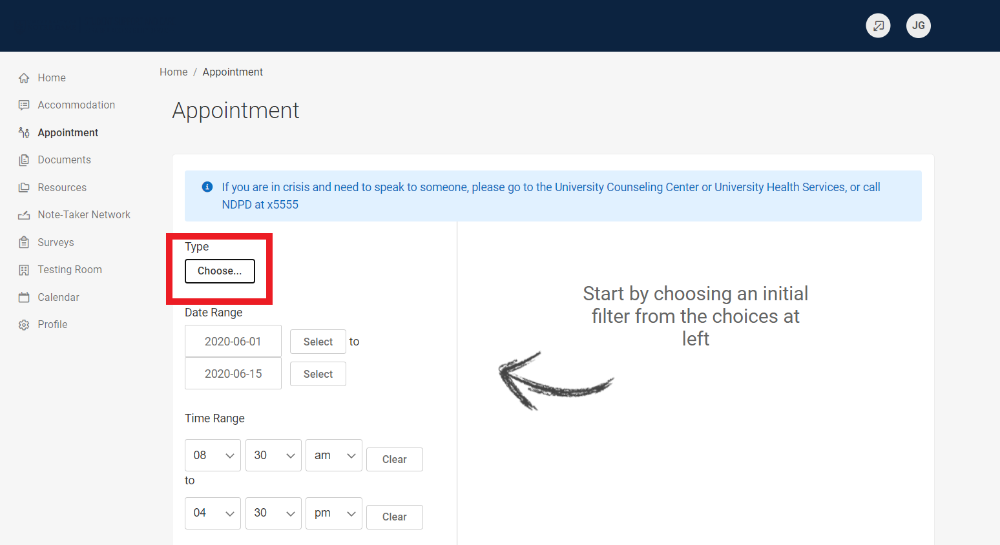 JG
Home
Accommodation
Appointment
Documents
Resources
Note-Taker Network
Surveys
Testing Room
Calendar
Profile
Home / Appointment
Appointment
If you are in crisis and need to speak to someone, please go to the University Counseling Center or University Health Services, or call
NDPD at x5555
Type
Choose...
Date Range
2020-06-01 Select to
2020-06-15 Select
Time Range
08 30 am Clear
to
04 30 pm Clear
Start by choosing an initial
filter from the choices at
left